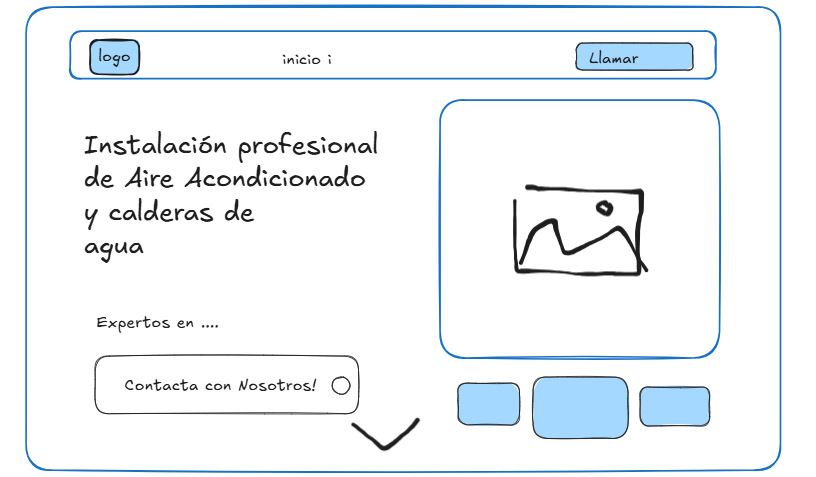 logo
inicio i
Llamar
Instalación profesional
de Aire Acondicionado
y calderas de
agua
Expertos en ....
Contacta con Nosotros!